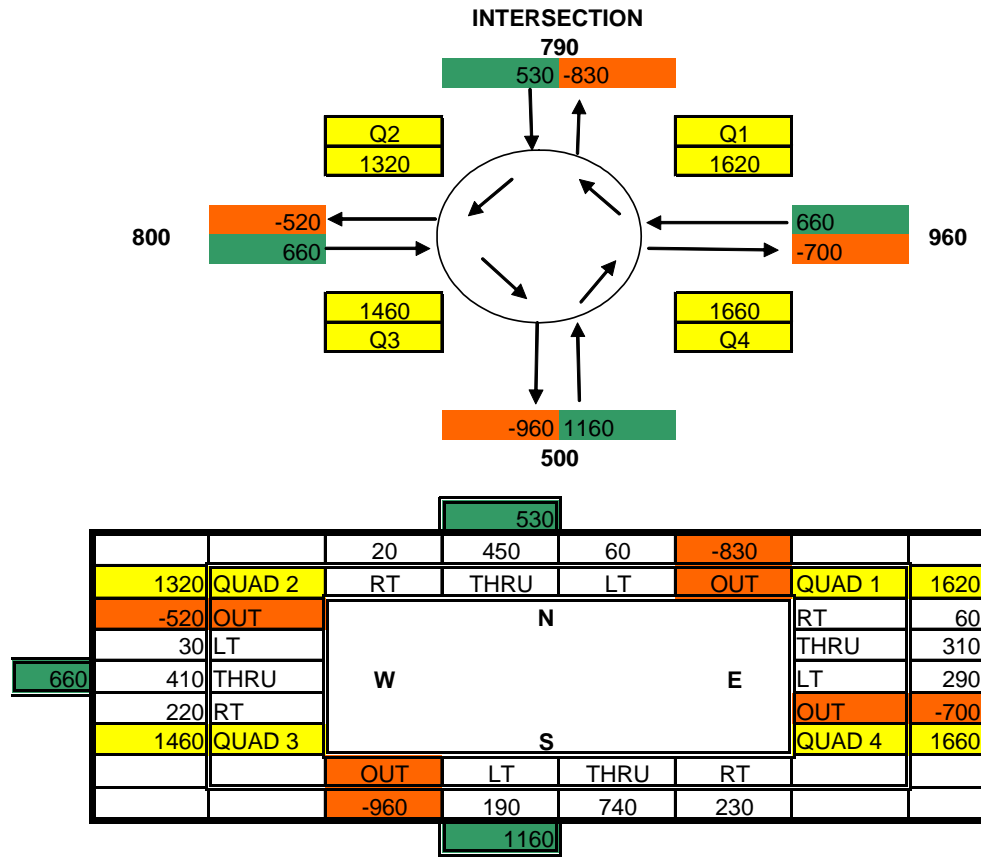 INTERSECTION
790
530 -830
Q2 Q1
1320 1620
-520 660
800 960
660 -700
1460 1660
Q3 Q4
-960 1160
500
530
20 450 60 -830
1320 QUAD 2 RT THRU LT OUT QUAD 1 1620
-520 OUT N RT 60
30 LT THRU 310
660 410 THRU W E LT 290
220 RT OUT -700
1460 QUAD 3 S QUAD 4 1660
OUT LT THRU RT
-960 190 740 230
1160